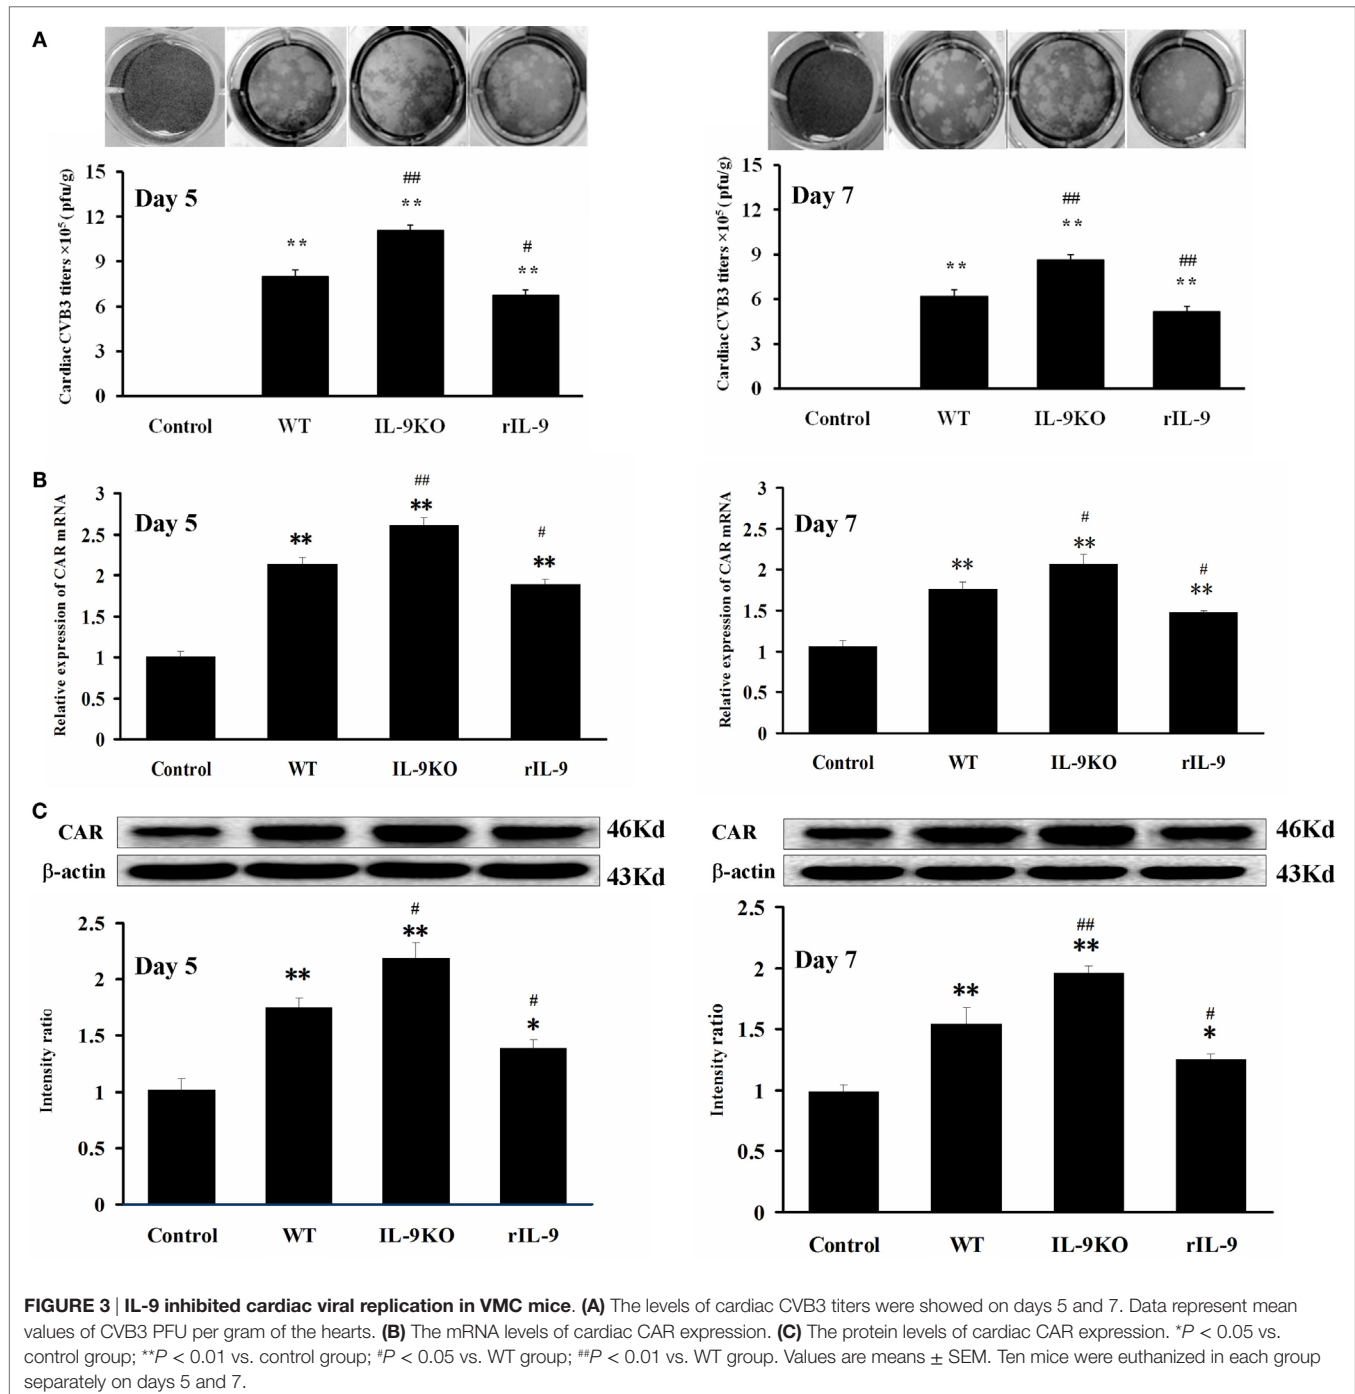 A
Cardiac CVB3 titers ×10⁵ (pfu/g)
15
12
9
6
3
0
Day 5
**
##
**
#
**
Control WT IL-9KO rIL-9
Cardiac CVB3 titers ×10⁵ (pfu/g)
15
12
9
6
3
0
Day 7
**
##
**
##
**
Control WT IL-9KO rIL-9
B
Relative expression of CAR mRNA
3
2.5
2
1.5
1
0.5
0
Day 5
**
##
**
#
**
Control WT IL-9KO rIL-9
Relative expression of CAR mRNA
3
2.5
2
1.5
1
0.5
0
Day 7
**
#
**
#
**
Control WT IL-9KO rIL-9
C
CAR 46Kd
β-actin 43Kd
Intensity ratio
2.5
2
1.5
1
0.5
0
Day 5
**
#
**
#
*
Control WT IL-9KO rIL-9
CAR 46Kd
β-actin 43Kd
Intensity ratio
2.5
2
1.5
1
0.5
0
Day 7
**
##
**
#
*
Control WT IL-9KO rIL-9
FIGURE 3 | IL-9 inhibited cardiac viral replication in VMC mice. (A) The levels of cardiac CVB3 titers were showed on days 5 and 7. Data represent mean
values of CVB3 PFU per gram of the hearts. (B) The mRNA levels of cardiac CAR expression. (C) The protein levels of cardiac CAR expression. *P < 0.05 vs.
control group; **P < 0.01 vs. control group; #P < 0.05 vs. WT group; ##P < 0.01 vs. WT group. Values are means ± SEM. Ten mice were euthanized in each group
separately on days 5 and 7.